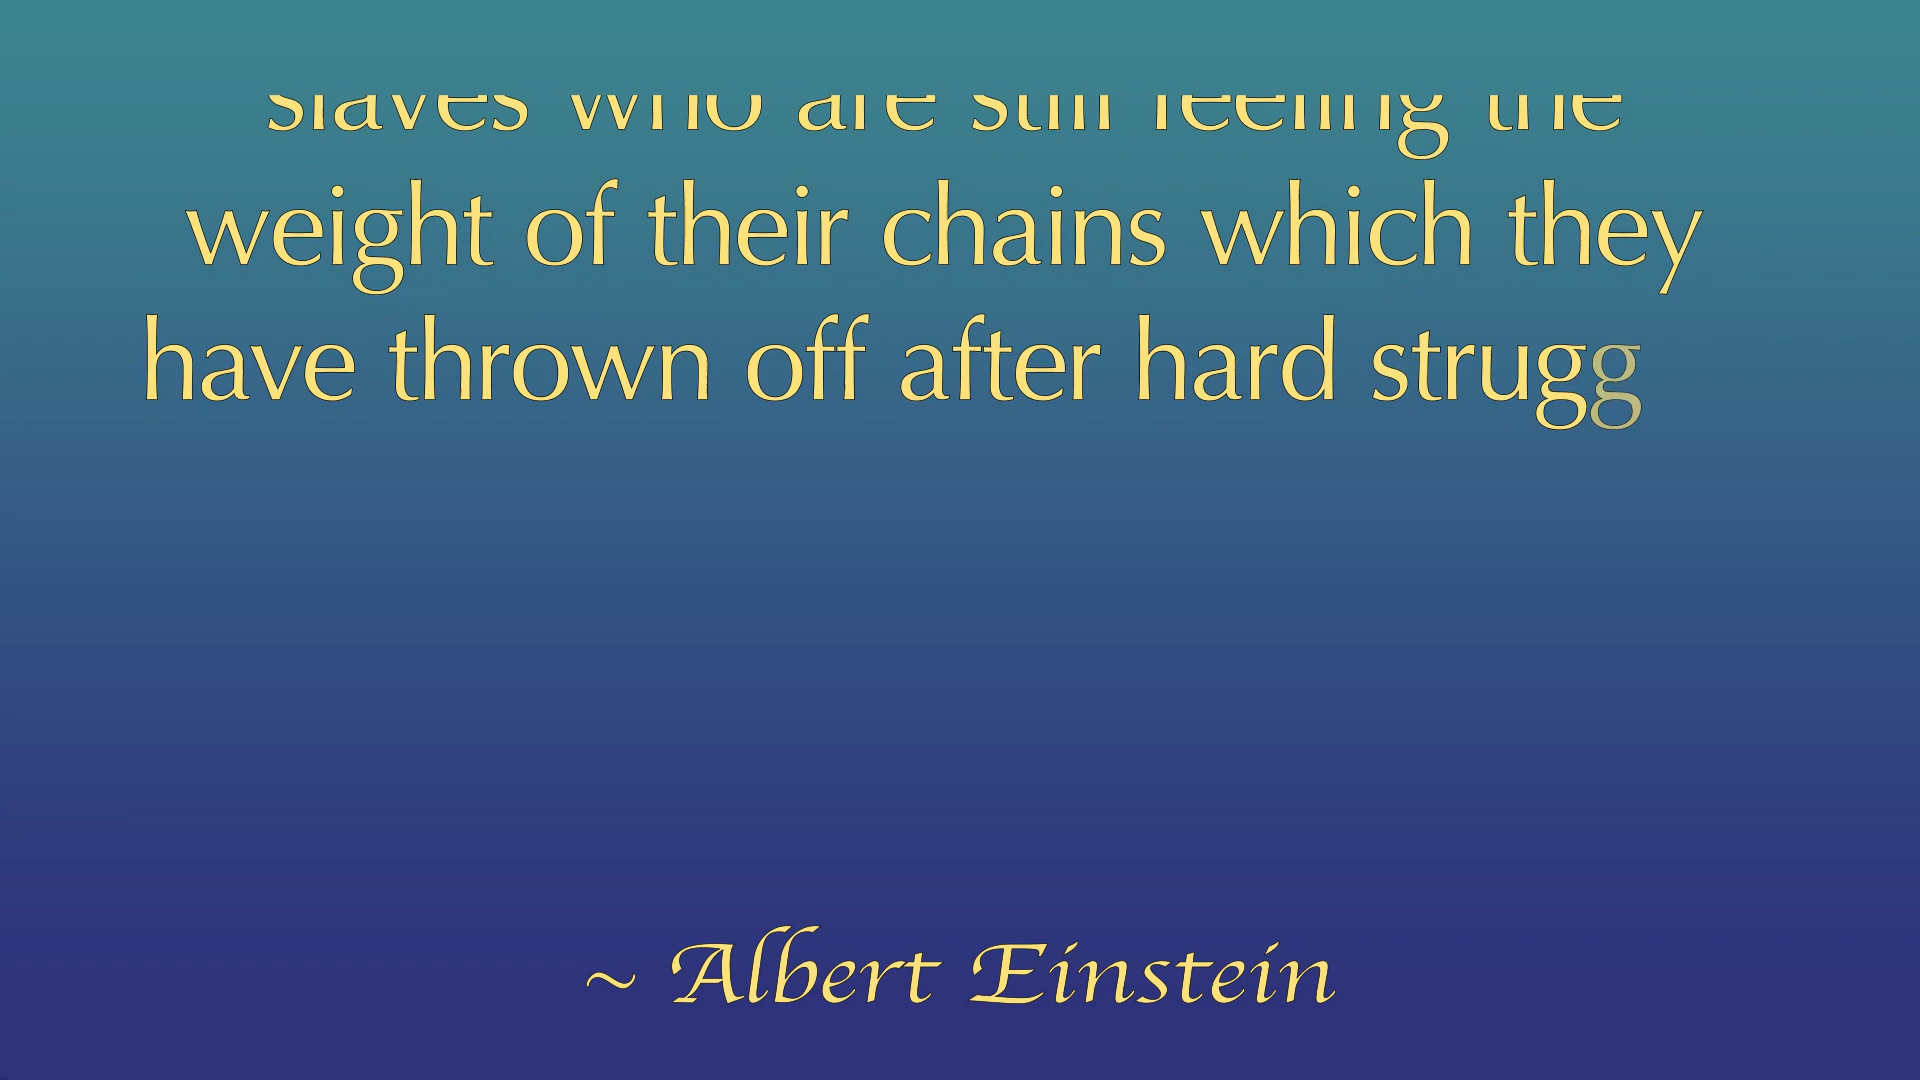 slaves who are still feeling the
weight of their chains which they
have thrown off after hard strugg
~ Albert Einstein